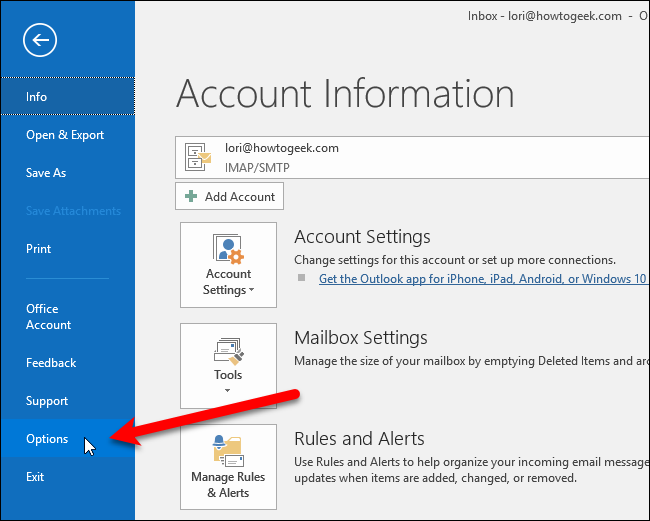 Inbox - lori@howtogeek.com - O
Info
Open & Export
Save As
Save Attachments
Print
Office
Account
Feedback
Support
Options
Exit
Account Information
lori@howtogeek.com
IMAP/SMTP
Add Account
Account
Settings
Account Settings
Change settings for this account or set up more connections.
Get the Outlook app for iPhone, iPad, Android, or Windows 10
Tools
Mailbox Settings
Manage the size of your mailbox by emptying Deleted Items and arc
Manage Rules
& Alerts
Rules and Alerts
Use Rules and Alerts to help organize your incoming email message
updates when items are added, changed, or removed.